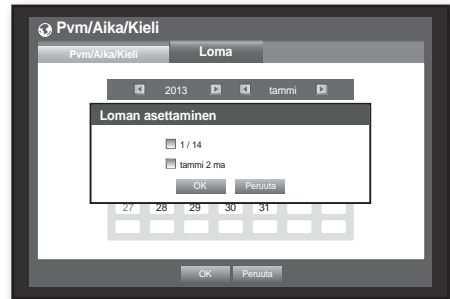 Pvm/Aika/Kieli
Pvm/Aika/Kieli Loma
2013 tammi
Loman asettaminen
1 / 14
tammi 2 ma
OK Peruuta
27 28 29 30 31
OK Peruuta